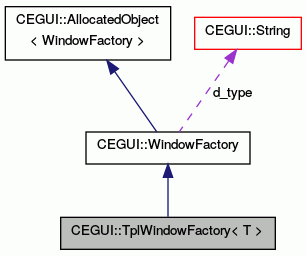 CEGUI::AllocatedObject
< WindowFactory >
CEGUI::String
d_type
CEGUI::WindowFactory
CEGUI::TplWindowFactory< T >